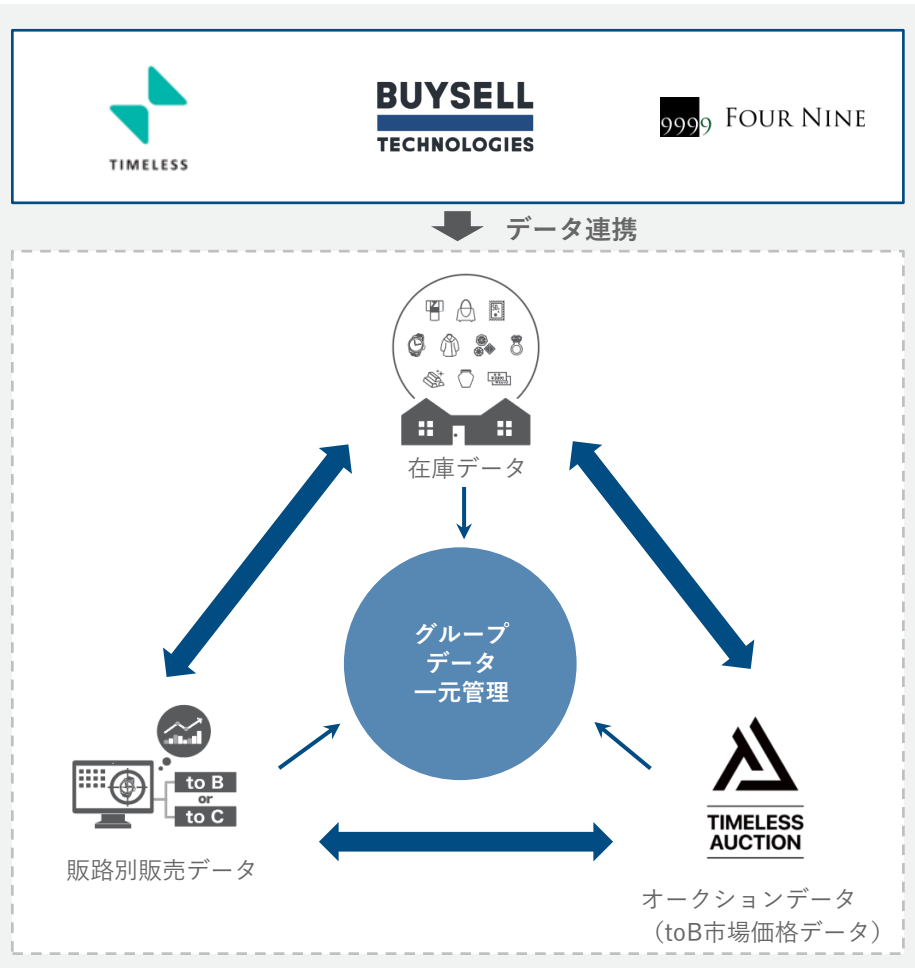 TIMELESS
BUYSELL
TECHNOLOGIES
9999 FOUR NINE
データ連携
在庫データ
グループ
データ
一元管理
to B
or
to C
販路別販売データ
TIMELESS
AUCTION
オークションデータ
（toB市場価格データ）